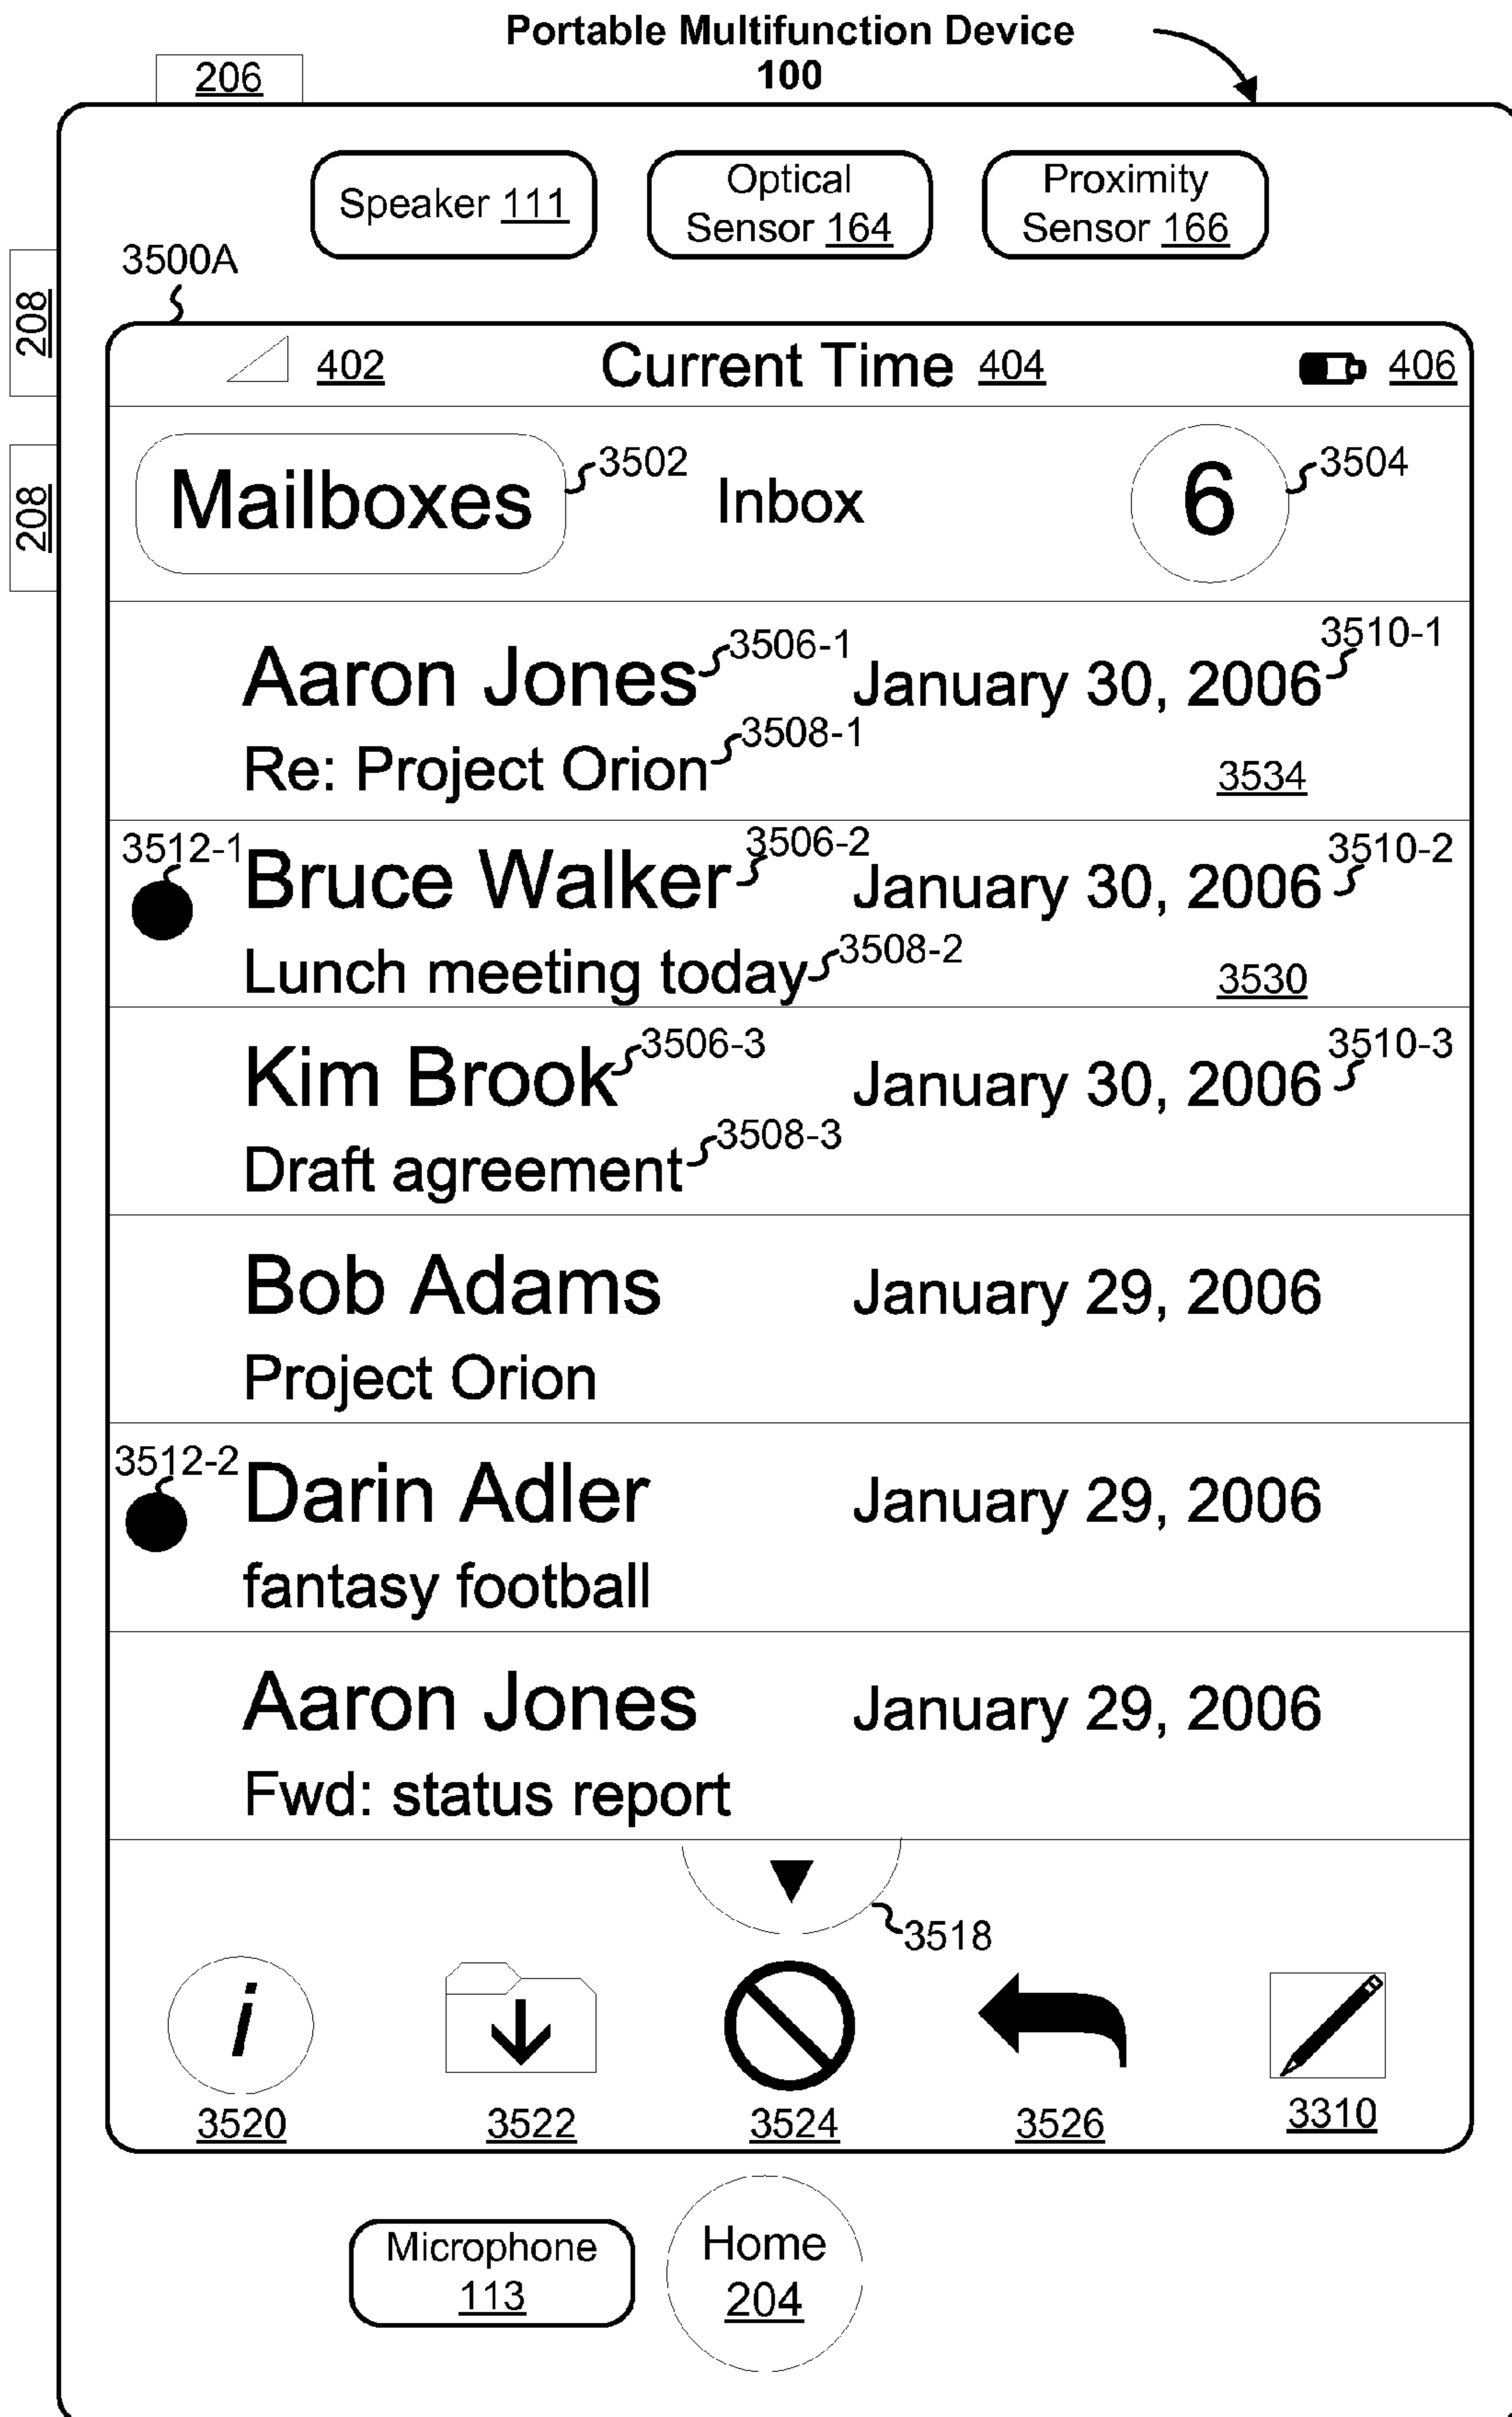 Portable Multifunction Device
100
206
Speaker 111
Optical
Sensor 164
Proximity
Sensor 166
3500A
208
208
402
Current Time 404
406
Mailboxes
3502
Inbox
6
3504
Aaron Jones
3506-1
January 30, 2006
3510-1
Re: Project Orion
3508-1
3534
3512-1
Bruce Walker
3506-2
January 30, 2006
3510-2
Lunch meeting today
3508-2
3530
Kim Brook
3506-3
January 30, 2006
3510-3
Draft agreement
3508-3
Bob Adams
January 29, 2006
Project Orion
3512-2
Darin Adler
January 29, 2006
fantasy football
Aaron Jones
January 29, 2006
Fwd: status report
3518
i
3520
3522
3524
3526
3310
Microphone
113
Home
204